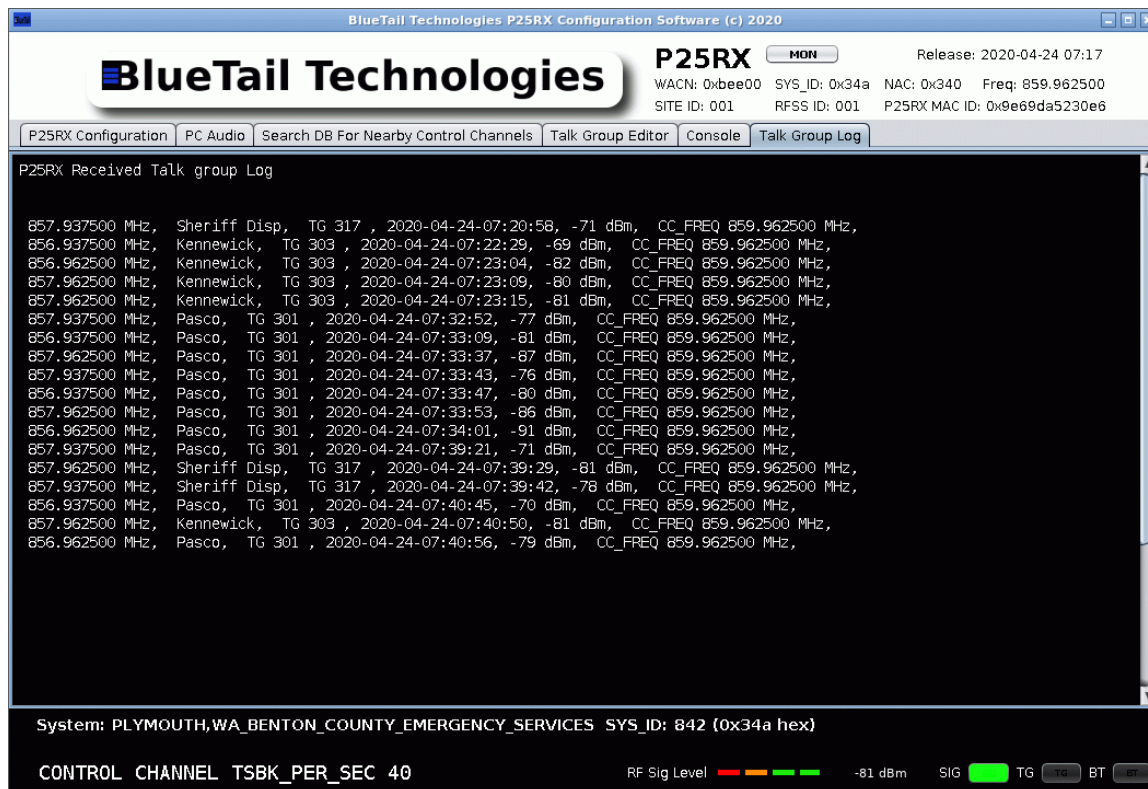 BlueTail Technologies P25RX Configuration Software (c) 2020
BlueTail Technologies
P25RX MON Release: 2020-04-24 07:17
WACN: 0xbee00 SYS_ID: 0x34a NAC: 0x340 Freq: 859.962500
SITE ID: 001 RFSS ID: 001 P25RX MAC ID: 0x9e69da5230e6
P25RX Configuration PC Audio Search DB For Nearby Control Channels Talk Group Editor Console Talk Group Log
P25RX Received Talk group Log
857.937500 MHz, Sheriff Disp, TG 317 , 2020-04-24-07:20:58, -71 dBm, CC_FREQ 859.962500 MHz,
856.937500 MHz, Kennewick, TG 303 , 2020-04-24-07:22:29, -69 dBm, CC_FREQ 859.962500 MHz,
856.962500 MHz, Kennewick, TG 303 , 2020-04-24-07:23:04, -82 dBm, CC_FREQ 859.962500 MHz,
857.962500 MHz, Kennewick, TG 303 , 2020-04-24-07:23:09, -80 dBm, CC_FREQ 859.962500 MHz,
857.962500 MHz, Kennewick, TG 303 , 2020-04-24-07:23:15, -81 dBm, CC_FREQ 859.962500 MHz,
857.937500 MHz, Pasco, TG 301 , 2020-04-24-07:32:52, -77 dBm, CC_FREQ 859.962500 MHz,
856.937500 MHz, Pasco, TG 301 , 2020-04-24-07:33:09, -81 dBm, CC_FREQ 859.962500 MHz,
857.962500 MHz, Pasco, TG 301 , 2020-04-24-07:33:37, -87 dBm, CC_FREQ 859.962500 MHz,
857.937500 MHz, Pasco, TG 301 , 2020-04-24-07:33:43, -76 dBm, CC_FREQ 859.962500 MHz,
856.937500 MHz, Pasco, TG 301 , 2020-04-24-07:33:47, -80 dBm, CC_FREQ 859.962500 MHz,
857.962500 MHz, Pasco, TG 301 , 2020-04-24-07:33:53, -86 dBm, CC_FREQ 859.962500 MHz,
856.962500 MHz, Pasco, TG 301 , 2020-04-24-07:34:01, -91 dBm, CC_FREQ 859.962500 MHz,
857.937500 MHz, Pasco, TG 301 , 2020-04-24-07:39:21, -71 dBm, CC_FREQ 859.962500 MHz,
857.962500 MHz, Sheriff Disp, TG 317 , 2020-04-24-07:39:29, -81 dBm, CC_FREQ 859.962500 MHz,
857.937500 MHz, Sheriff Disp, TG 317 , 2020-04-24-07:39:42, -78 dBm, CC_FREQ 859.962500 MHz,
856.937500 MHz, Pasco, TG 301 , 2020-04-24-07:40:45, -70 dBm, CC_FREQ 859.962500 MHz,
857.962500 MHz, Kennewick, TG 303 , 2020-04-24-07:40:50, -81 dBm, CC_FREQ 859.962500 MHz,
856.962500 MHz, Pasco, TG 301 , 2020-04-24-07:40:56, -79 dBm, CC_FREQ 859.962500 MHz,
System: PLYMOUTH,WA_BENTON_COUNTY_EMERGENCY_SERVICES SYS_ID: 842 (0x34a hex)
CONTROL CHANNEL TSBK_PER_SEC 40 RF Sig Level -81 dBm SIG TG TG BT BT